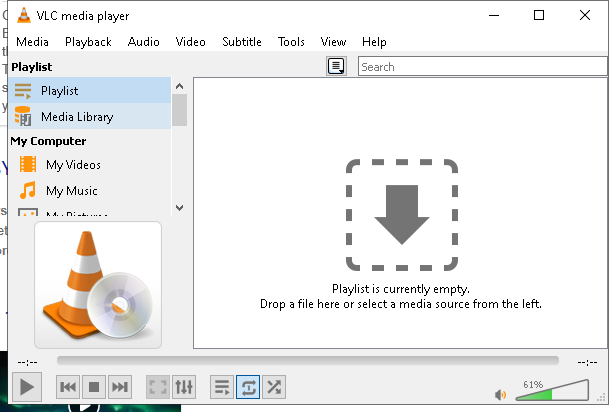 VLC media player
Media Playback Audio Video Subtitle Tools View Help
Playlist
Search
Playlist
Media Library
My Computer
My Videos
My Music
My Pictures
Playlist is currently empty.
Drop a file here or select a media source from the left.
--:--
--:--
61%